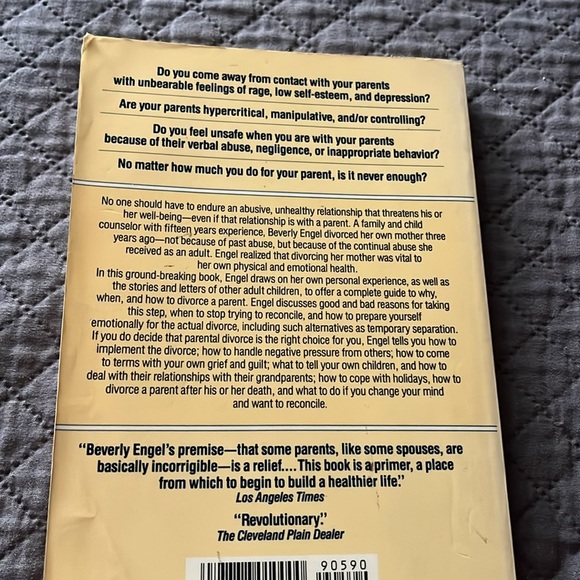 Do you come away from contact with your parents
with unbearable feelings of rage, low self-esteem, and depression?
Are your parents hypercritical, manipulative, and/or controlling?
Do you feel unsafe when you are with your parents
because of their verbal abuse, negligence, or inappropriate behavior?
No matter how much you do for your parent, is it never enough?
No one should have to endure an abusive, unhealthy relationship that threatens his or
her well-being—even if that relationship is with a parent. A family and child
counselor with fifteen years experience, Beverly Engel divorced her own mother three
years ago—not because of past abuse, but because of the continual abuse she
received as an adult. Engel realized that divorcing her mother was vital to
her own physical and emotional health.
In this ground-breaking book, Engel draws on her own personal experience, as well as
the stories and letters of other adult children, to offer a complete guide to why,
when, and how to divorce a parent. Engel discusses good and bad reasons for taking
this step, when to stop trying to reconcile, and how to prepare yourself
emotionally for the actual divorce, including such alternatives as temporary separation.
If you do decide that parental divorce is the right choice for you, Engel tells you how to
implement the divorce; how to handle negative pressure from others; how to come
to terms with your own grief and guilt; what to tell your own children, and how to
deal with their relationships with their grandparents; how to cope with holidays, how to
divorce a parent after his or her death, and what to do if you change your mind
and want to reconcile.
"Beverly Engel's premise—that some parents, like some spouses, are
basically incorrigible—is a relief....This book is a primer, a place
from which to begin to build a healthier life."
Los Angeles Times
"Revolutionary."
The Cleveland Plain Dealer
90590